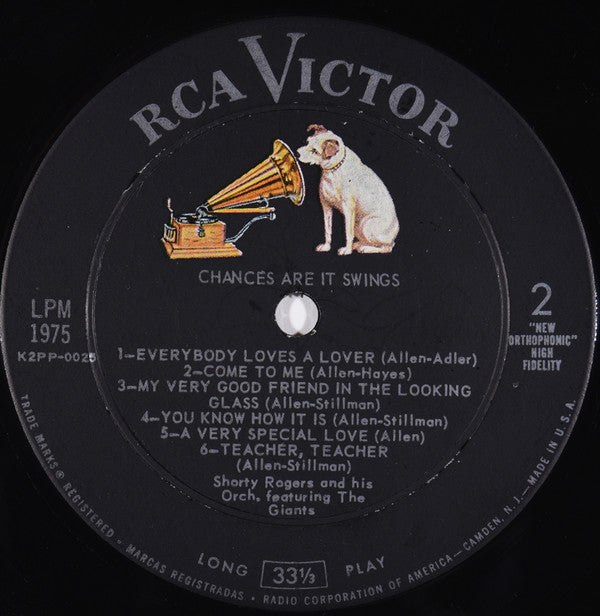 RCA VICTOR
CHANCES ARE IT SWINGS
LPM
1975
K2PP-0025
2
"NEW
ORTHOPHONIC"
HIGH
FIDELITY
1—EVERYBODY LOVES A LOVER (Allen-Adler)
2—COME TO ME (Allen-Hayes)
3—MY VERY GOOD FRIEND IN THE LOOKING
GLASS (Allen-Stillman)
4—YOU KNOW HOW IT IS (Allen-Stillman)
5—A VERY SPECIAL LOVE (Allen)
6—TEACHER, TEACHER
(Allen-Stillman)
Shorty Rogers and his
Orch. featuring The
Giants
LONG 33⅓ PLAY
TRADE MARKS ® REGISTERED - MARCAS REGISTRADAS • RADIO CORPORATION OF AMERICA—CAMDEN, N. J.—MADE IN U.S.A.